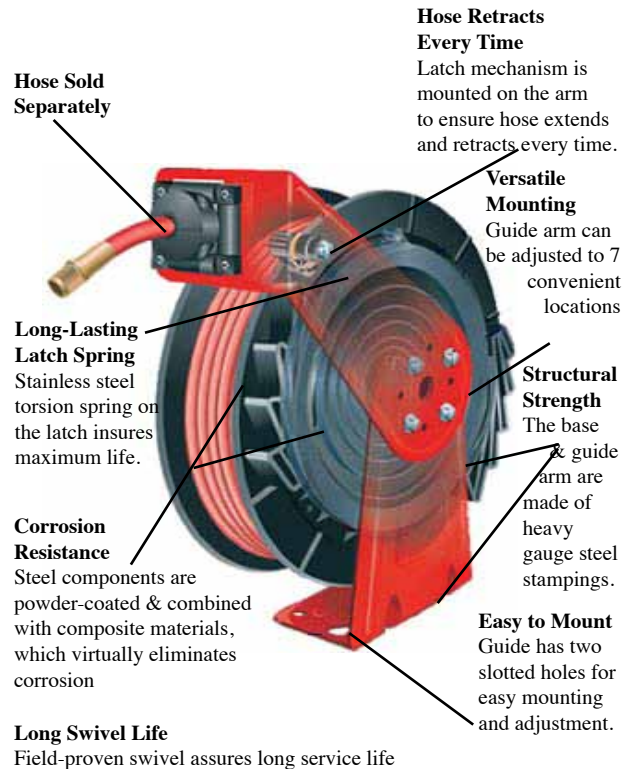 Hose Retracts
Every Time
Latch mechanism is
mounted on the arm
to ensure hose extends
and retracts every time.
Hose Sold
Separately
Versatile
Mounting
Guide arm can
be adjusted to 7
convenient
locations
Long-Lasting
Latch Spring
Stainless steel
torsion spring on
the latch insures
maximum life.
Structural
Strength
The base
& guide
arm are
made of
heavy
gauge steel
stampings.
Corrosion
Resistance
Steel components are
powder-coated & combined
with composite materials,
which virtually eliminates
corrosion
Easy to Mount
Guide has two
slotted holes for
easy mounting
and adjustment.
Long Swivel Life
Field-proven swivel assures long service life